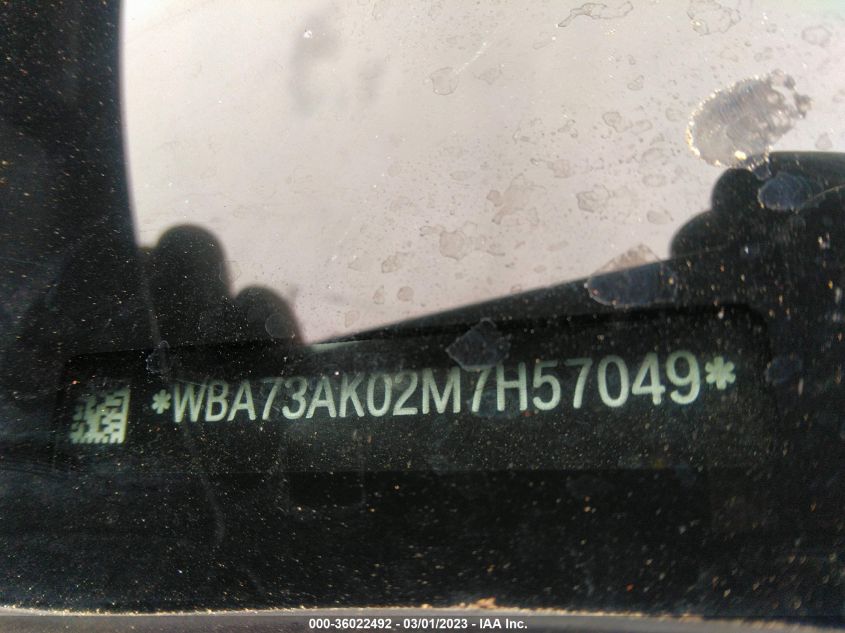 *WBA73AK02M7H57049*
000-36022492 - 03/01/2023 - IAA Inc.